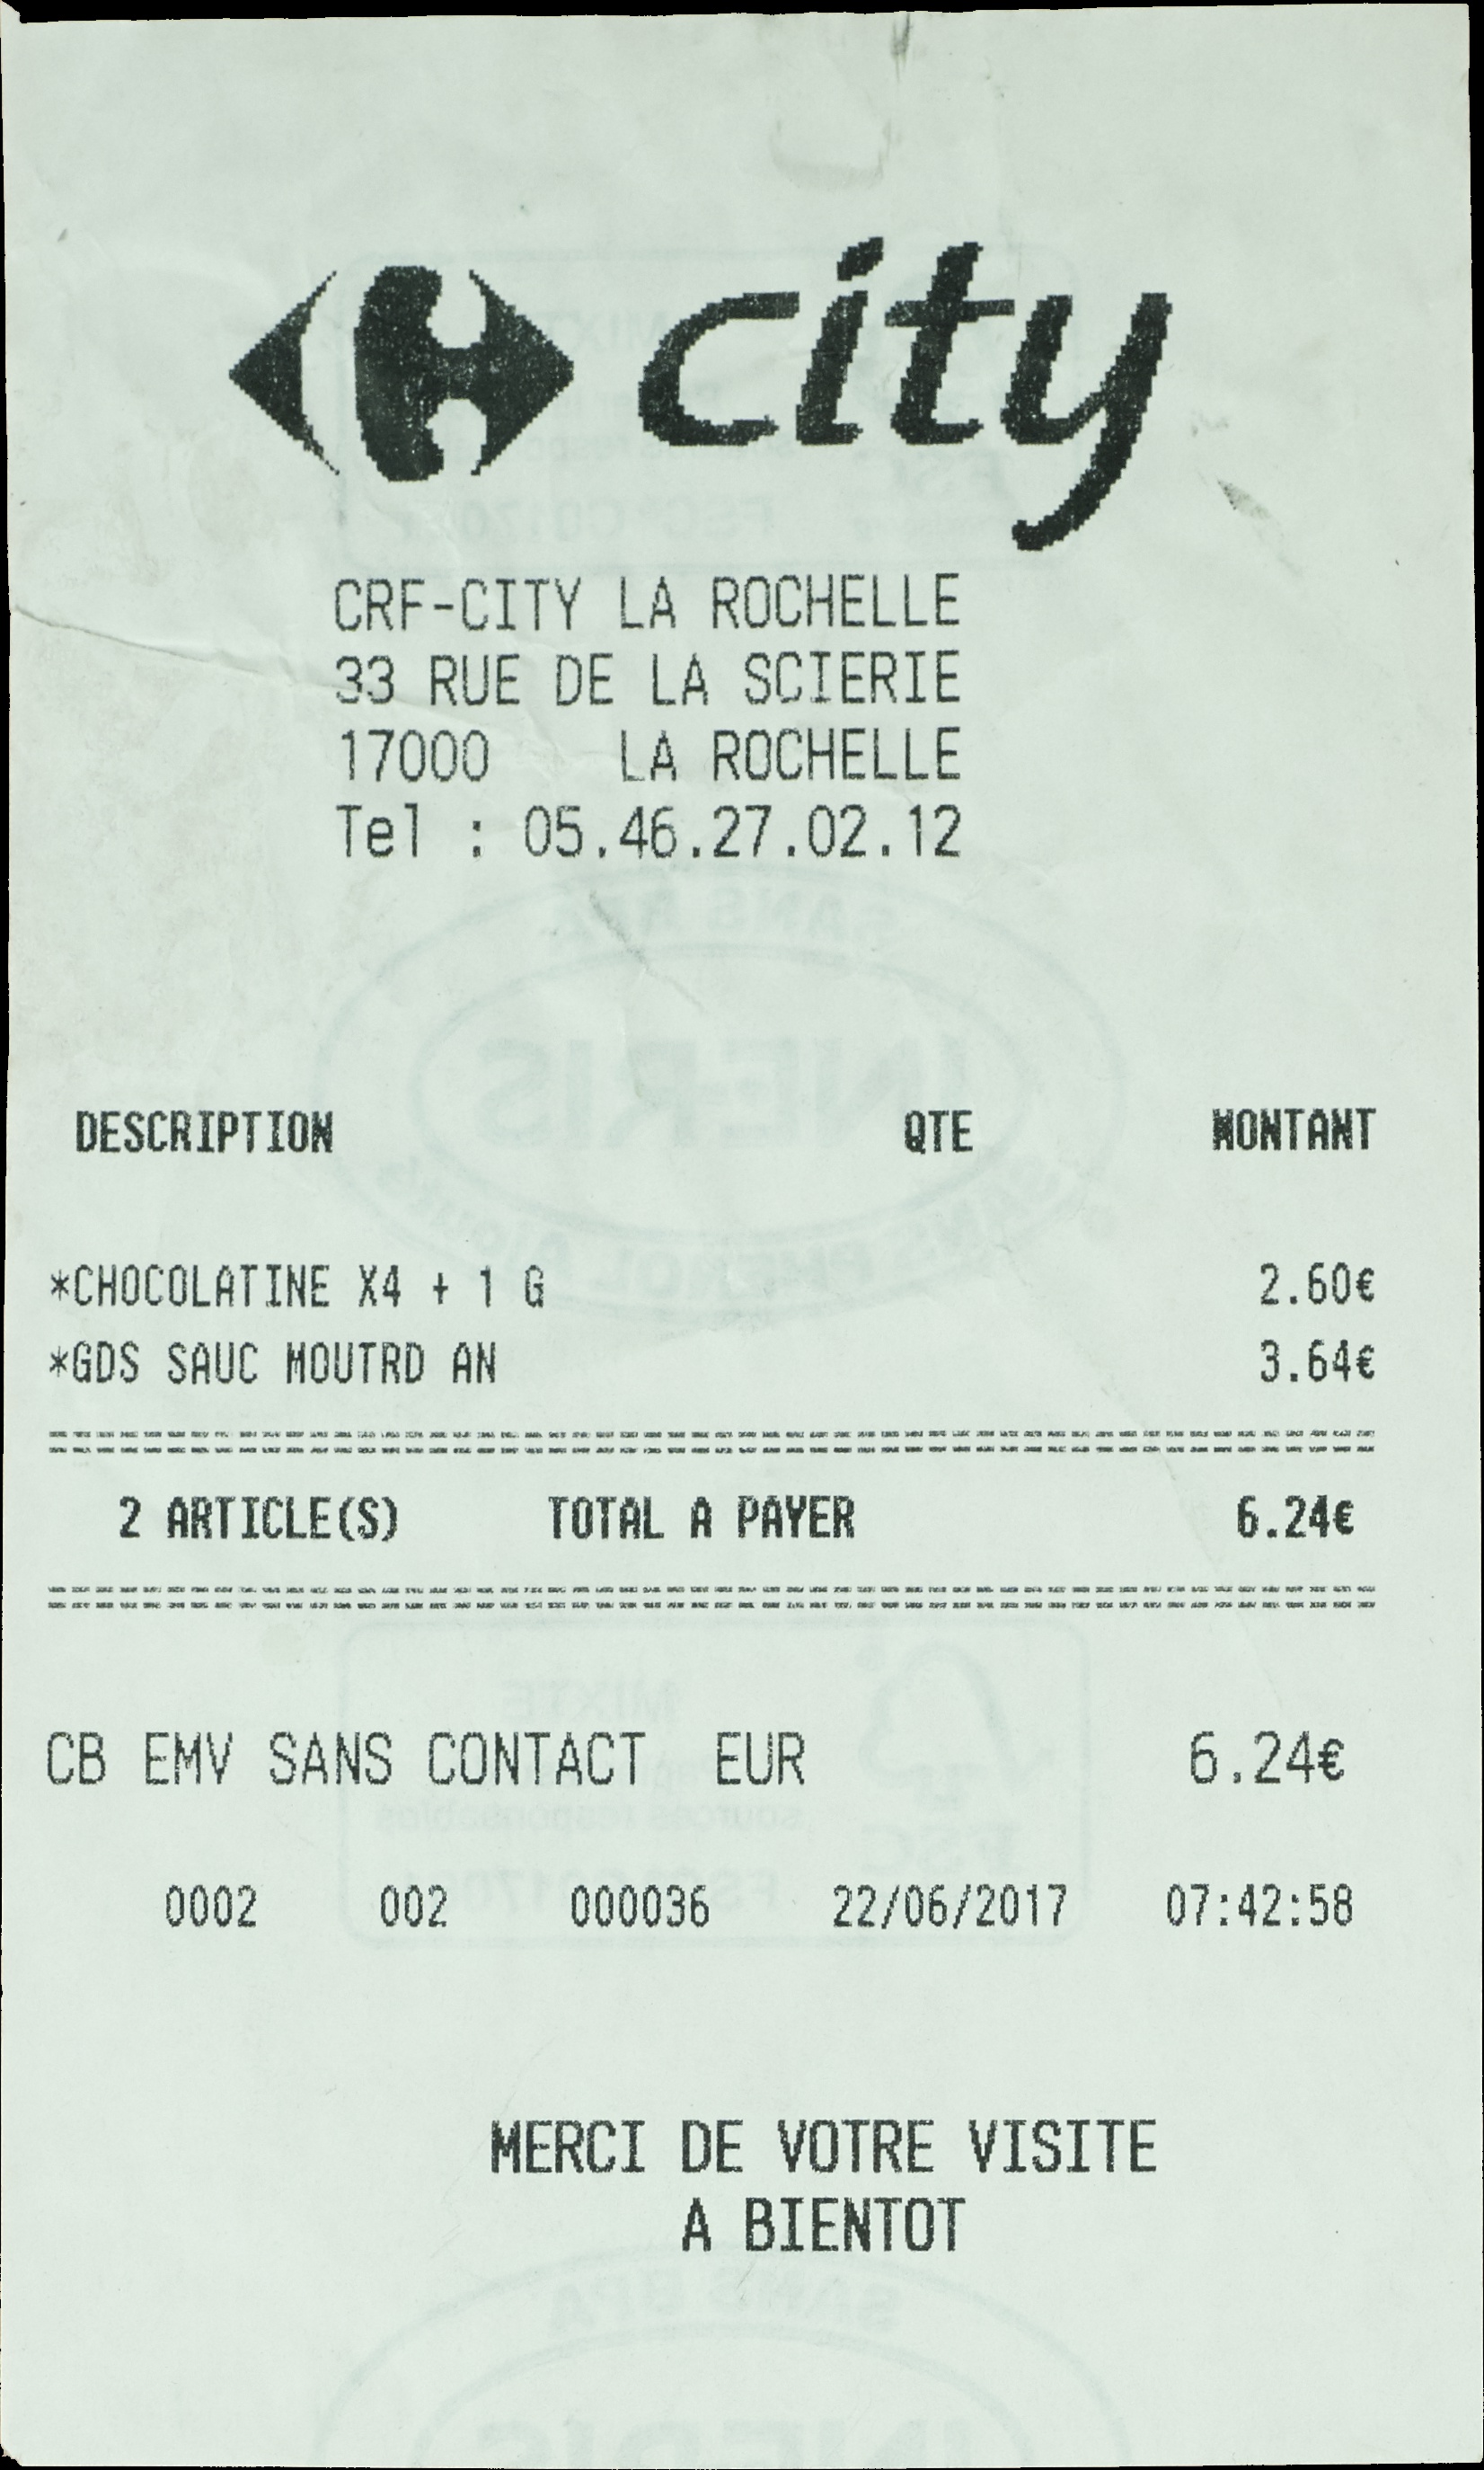 city
CRF-CITY LA ROCHELLE
33 RUE DE LA SCIERIE
17000 LA ROCHELLE
Tel : 05.46.27.02.12
DESCRIPTION QTE MONTANT
*CHOCOLATINE X4 + 1 G 2.60€
*GDS SAUC MOUTRD AN 3.64€
2 ARTICLE(S) TOTAL A PAYER 6.24€
CB EMV SANS CONTACT EUR 6.24€
0002 002 000036 22/06/2017 07:42:58
MERCI DE VOTRE VISITE
A BIENTOT